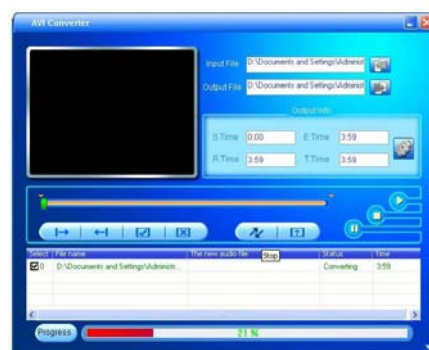 AVI Converter
Input File D:\Documents and Settings\Administ
Output File D:\Documents and Settings\Administ
Output Info
S.Time 0:00 E.Time 3:59
R.Time 3:59 T.Time 3:59
Select File name The new audio file Status Time
Stop
0 D:\Documents and Settings\Administr... Converting 3:59
Progress 21 %